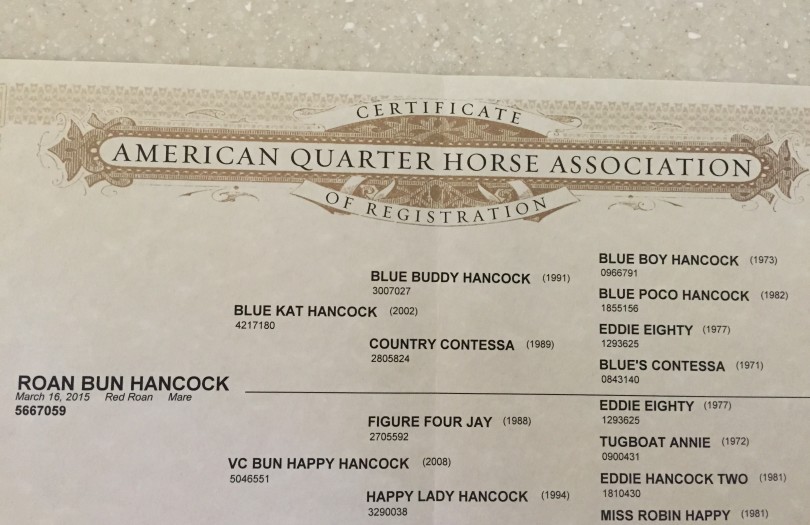 CERTIFICATE
AMERICAN QUARTER HORSE ASSOCIATION
OF REGISTRATION
BLUE BOY HANCOCK (1973)
0966791
BLUE BUDDY HANCOCK (1991)
3007027
BLUE POCO HANCOCK (1982)
1855156
BLUE KAT HANCOCK (2002)
4217180
EDDIE EIGHTY (1977)
1293625
COUNTRY CONTESSA (1989)
2805824
BLUE'S CONTESSA (1971)
0843140
ROAN BUN HANCOCK
March 16, 2015 Red Roan Mare
5667059
EDDIE EIGHTY (1977)
1293625
FIGURE FOUR JAY (1988)
2705592
TUGBOAT ANNIE (1972)
0900431
VC BUN HAPPY HANCOCK (2008)
5046551
EDDIE HANCOCK TWO (1981)
1810430
HAPPY LADY HANCOCK (1994)
3290038
MISS ROBIN HAPPY (1981)